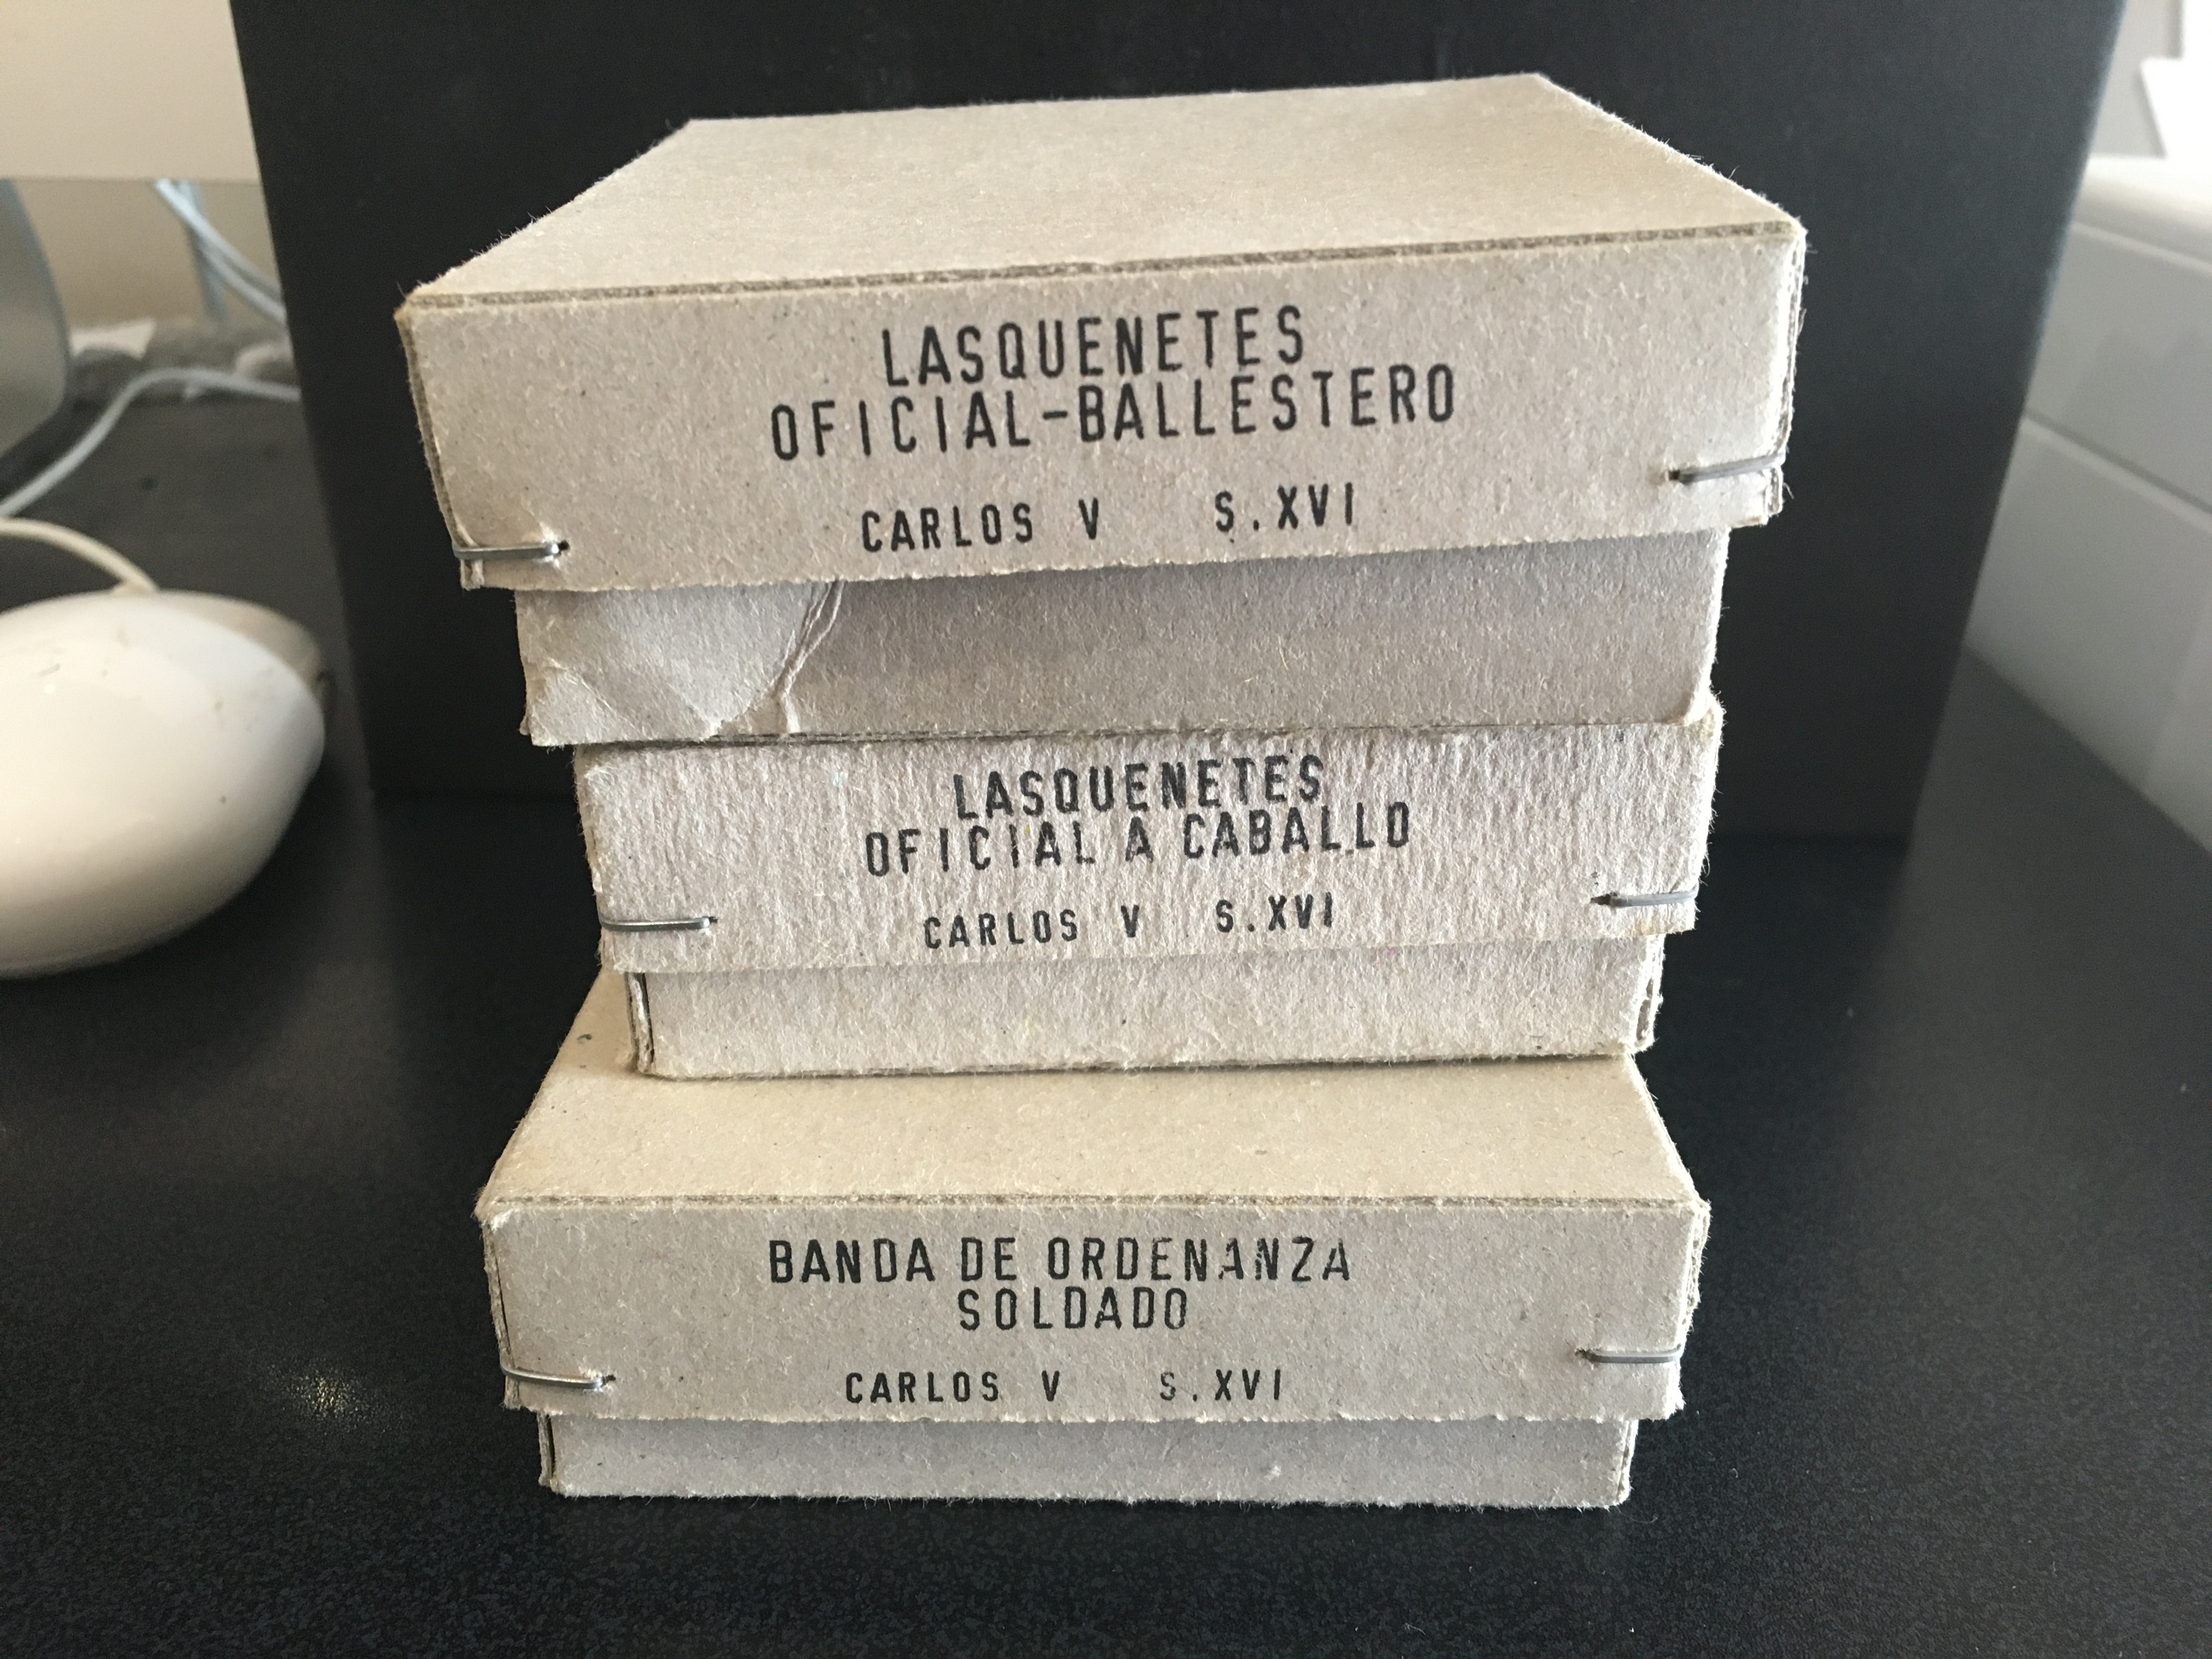 LASQUENETES
OFICIAL-BALLESTERO
CARLOS V S.XVI
LASQUENETES
OFICIAL A CABALLO
CARLOS V S.XVI
BANDA DE ORDENANZA
SOLDADO
CARLOS V S.XVI